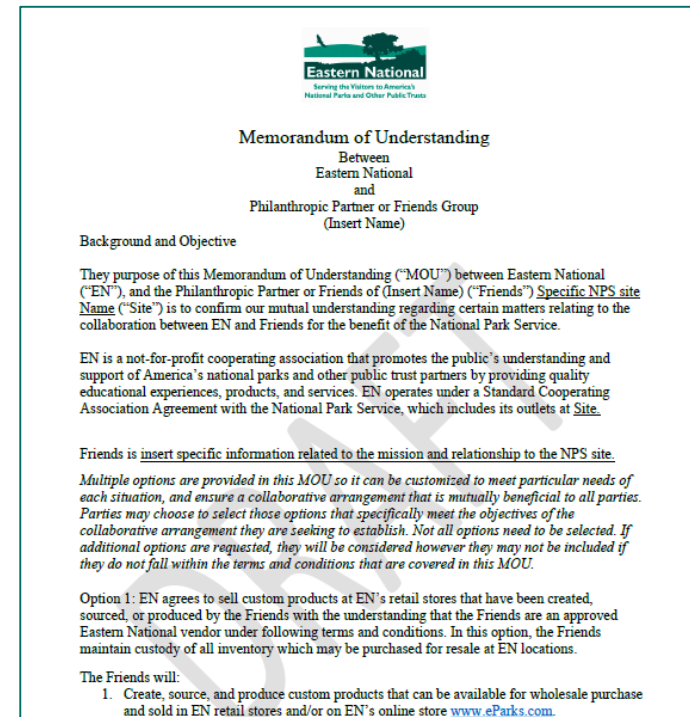 Eastern National
Serving the Visitors to America's
National Parks and Other Public Trusts
Memorandum of Understanding
Between
Eastern National
and
Philanthropic Partner or Friends Group
(Insert Name)
Background and Objective
They purpose of this Memorandum of Understanding (“MOU”) between Eastern National
(“EN”), and the Philanthropic Partner or Friends of (Insert Name) (“Friends”) Specific NPS site
Name (“Site”) is to confirm our mutual understanding regarding certain matters relating to the
collaboration between EN and Friends for the benefit of the National Park Service.
EN is a not-for-profit cooperating association that promotes the public’s understanding and
support of America’s national parks and other public trust partners by providing quality
educational experiences, products, and services. EN operates under a Standard Cooperating
Association Agreement with the National Park Service, which includes its outlets at Site.
Friends is insert specific information related to the mission and relationship to the NPS site.
Multiple options are provided in this MOU so it can be customized to meet particular needs of
each situation, and ensure a collaborative arrangement that is mutually beneficial to all parties.
Parties may choose to select those options that specifically meet the objectives of the
collaborative arrangement they are seeking to establish. Not all options need to be selected. If
additional options are requested, they will be considered however they may not be included if
they do not fall within the terms and conditions that are covered in this MOU.
Option 1: EN agrees to sell custom products at EN’s retail stores that have been created,
sourced, or produced by the Friends with the understanding that the Friends are an approved
Eastern National vendor under following terms and conditions. In this option, the Friends
maintain custody of all inventory which may be purchased for resale at EN locations.
The Friends will:
1. Create, source, and produce custom products that can be available for wholesale purchase
and sold in EN retail stores and/or on EN’s online store www.eParks.com.
DRAFT